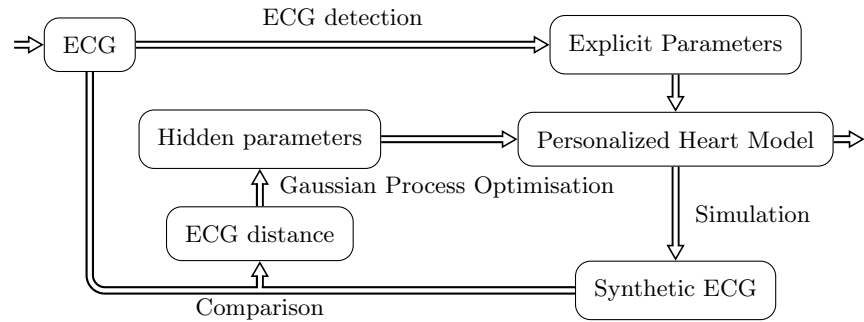 ECG detection
ECG
Explicit Parameters
Hidden parameters
Personalized Heart Model
Gaussian Process Optimisation
Simulation
ECG distance
Synthetic ECG
Comparison